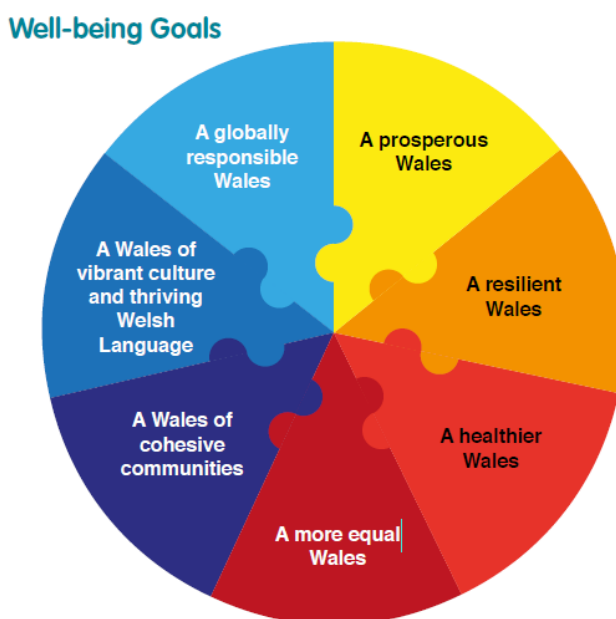 Well-being Goals
A prosperous
Wales
A resilient
Wales
A healthier
Wales
A more equal
Wales
A Wales of
cohesive
communities
A Wales of
vibrant culture
and thriving
Welsh
Language
A globally
responsible
Wales